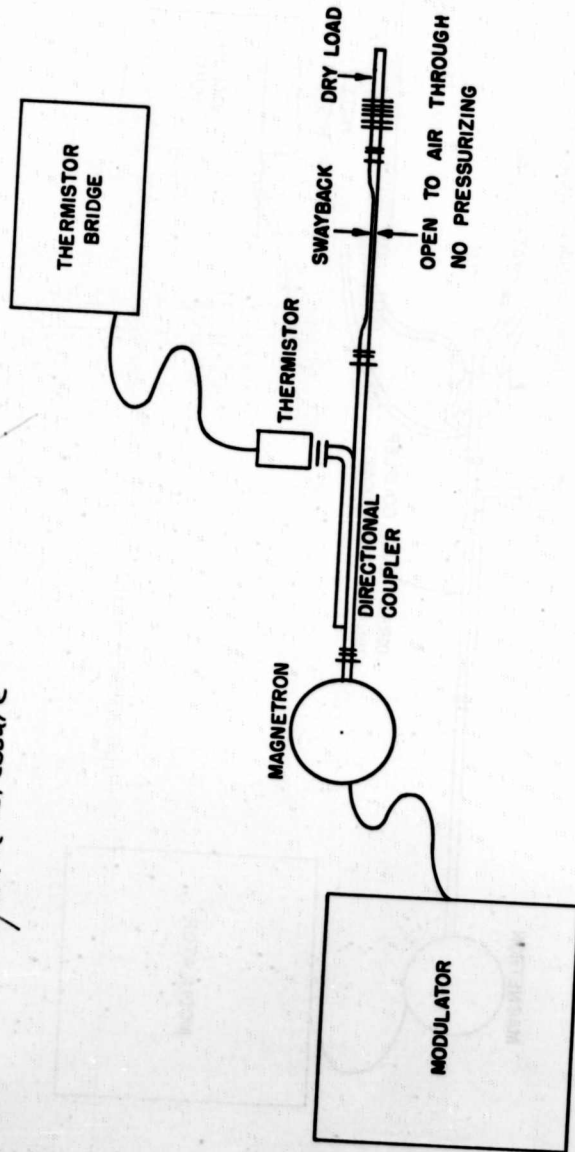 THERMISTOR
BRIDGE
THERMISTOR
SWAYBACK
DRY LOAD
OPEN TO AIR THROUGH
NO PRESSURIZING
DIRECTIONAL
COUPLER
MAGNETRON
MODULATOR